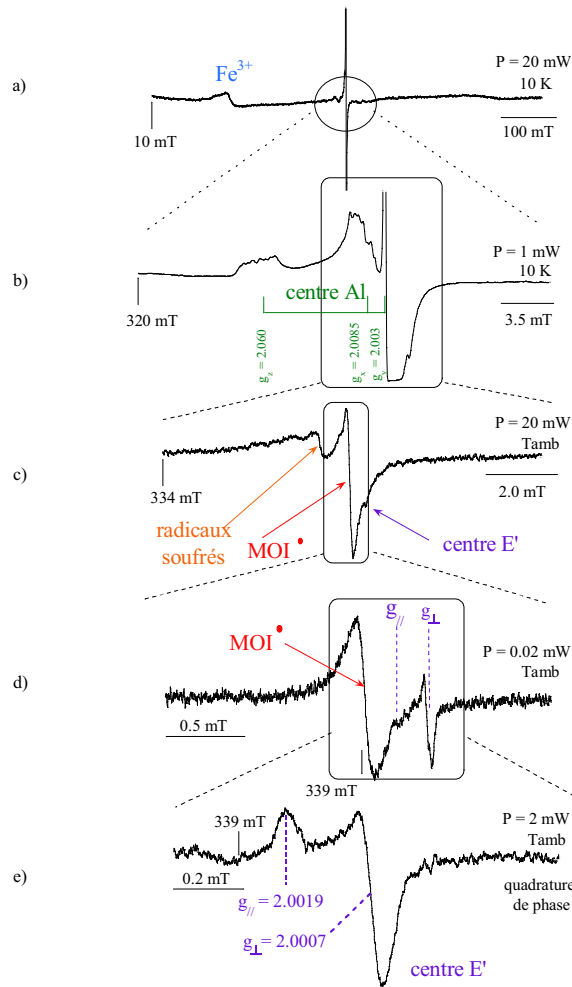 a)
Fe3+
P = 20 mW
10 K
10 mT
100 mT
b)
P = 1 mW
10 K
centre Al
320 mT
3.5 mT
gz = 2.060
gx = 2.0085
gy = 2.003
c)
P = 20 mW
Tamb
334 mT
2.0 mT
radicaux
soufrés
MOI •
centre E'
d)
g//
g⊥
MOI •
P = 0.02 mW
Tamb
0.5 mT
339 mT
e)
339 mT
P = 2 mW
Tamb
0.2 mT
quadrature
de phase
g// = 2.0019
g⊥ = 2.0007
centre E'